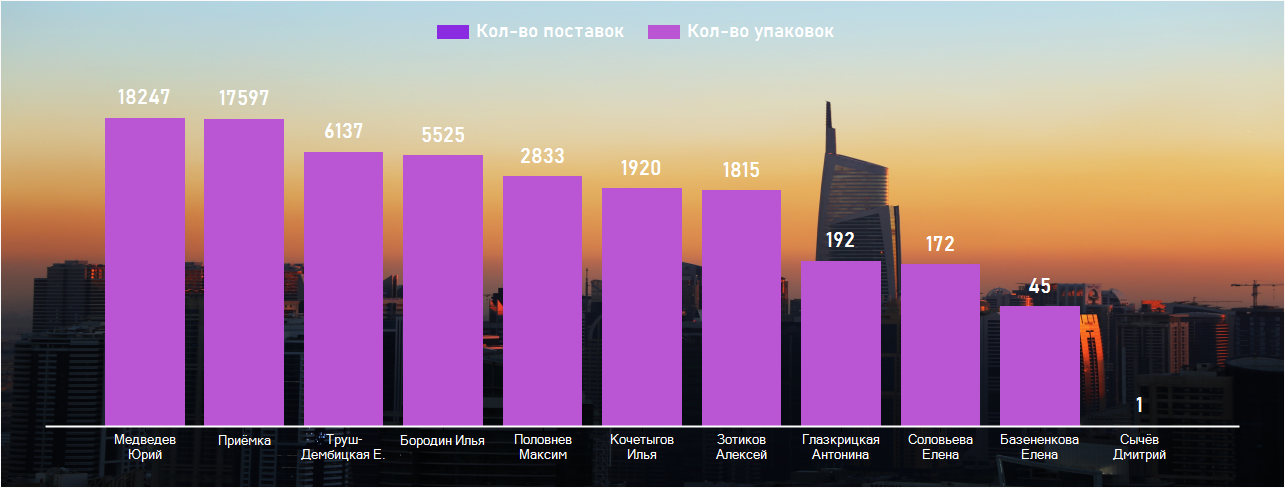 Кол-во поставок Кол-во упаковок
18247 17597 6137 5525 2833 1920 1815 192 172 45 1
Медведев
Юрий
Приёмка
Труш-
Дембицкая Е.
Бородин Илья
Половнев
Максим
Кочетыгов
Илья
Зотиков
Алексей
Глазкрицкая
Антонина
Соловьева
Елена
Базененкова
Елена
Сычёв
Дмитрий